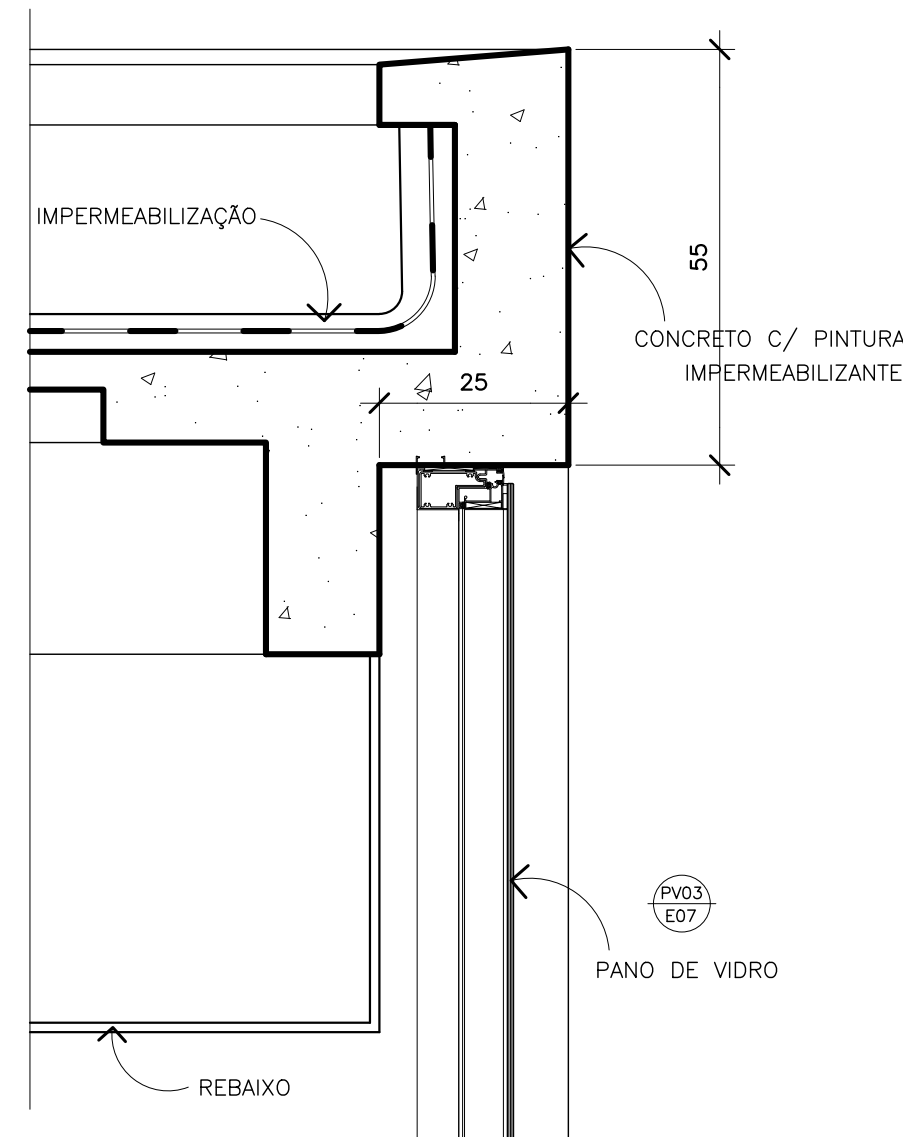 IMPERMEABILIZAÇÃO
55
CONCRETO C/ PINTURA
IMPERMEABILIZANTE
25
PV03
E07
PANO DE VIDRO
REBAIXO